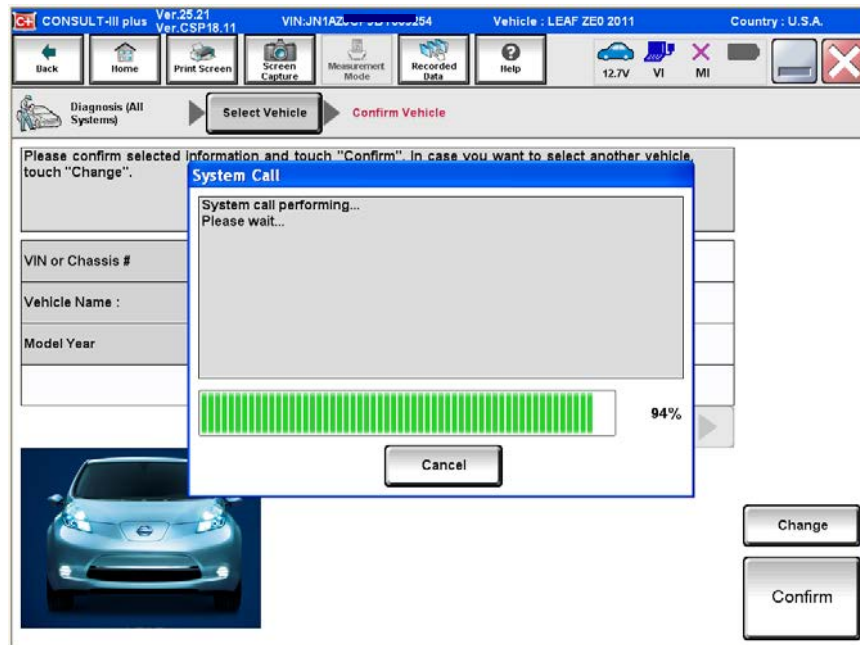 CONSULT-III plus Ver.25.21 VIN:JN1AZ 254 Vehicle : LEAF ZE0 2011 Country : U.S.A.
Ver.CSP18.11
Back Home Print Screen Screen Capture Measurement Mode Recorded Data Help 12.7V VI MI
Diagnosis (All Systems) Select Vehicle Confirm Vehicle
Please confirm selected information and touch "Confirm". In case you want to select another vehicle,
touch "Change".
System Call
System call performing...
Please wait...
VIN or Chassis #
Vehicle Name :
Model Year
94%
Cancel
Change
Confirm